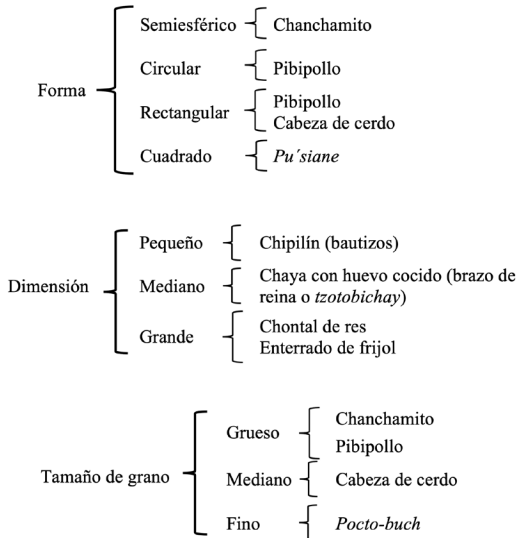 Forma
Semiesférico
Chanchamito
Circular
Pibipollo
Rectangular
Pibipollo
Cabeza de cerdo
Cuadrado
Pu´siane
Dimensión
Pequeño
Chipilín (bautizos)
Mediano
Chaya con huevo cocido (brazo de
reina o tzotobichay)
Grande
Chontal de res
Enterrado de frijol
Tamaño de grano
Grueso
Chanchamito
Pibipollo
Mediano
Cabeza de cerdo
Fino
Pocto-buch